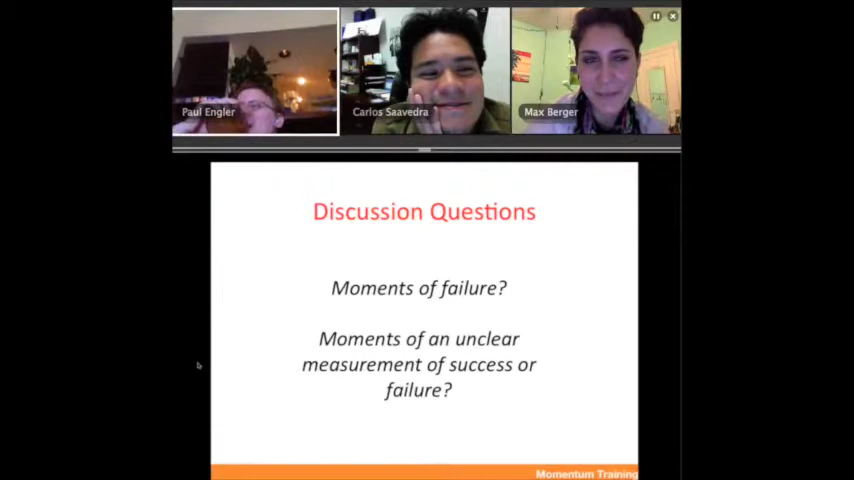 Paul Engler
Carlos Saavedra
Max Berger
Discussion Questions
Moments of failure?
Moments of an unclear
measurement of success or
failure?
Momentum Training